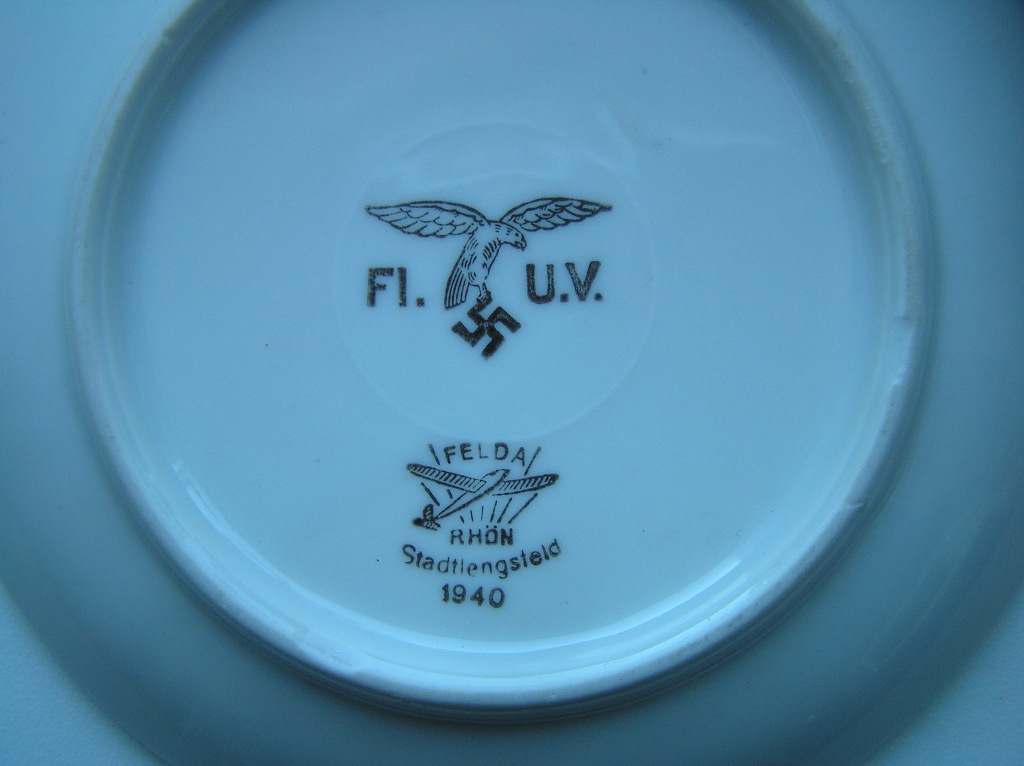 Fl. U.V.
FELDA
RHÖN
Stadtlengsfeld
1940